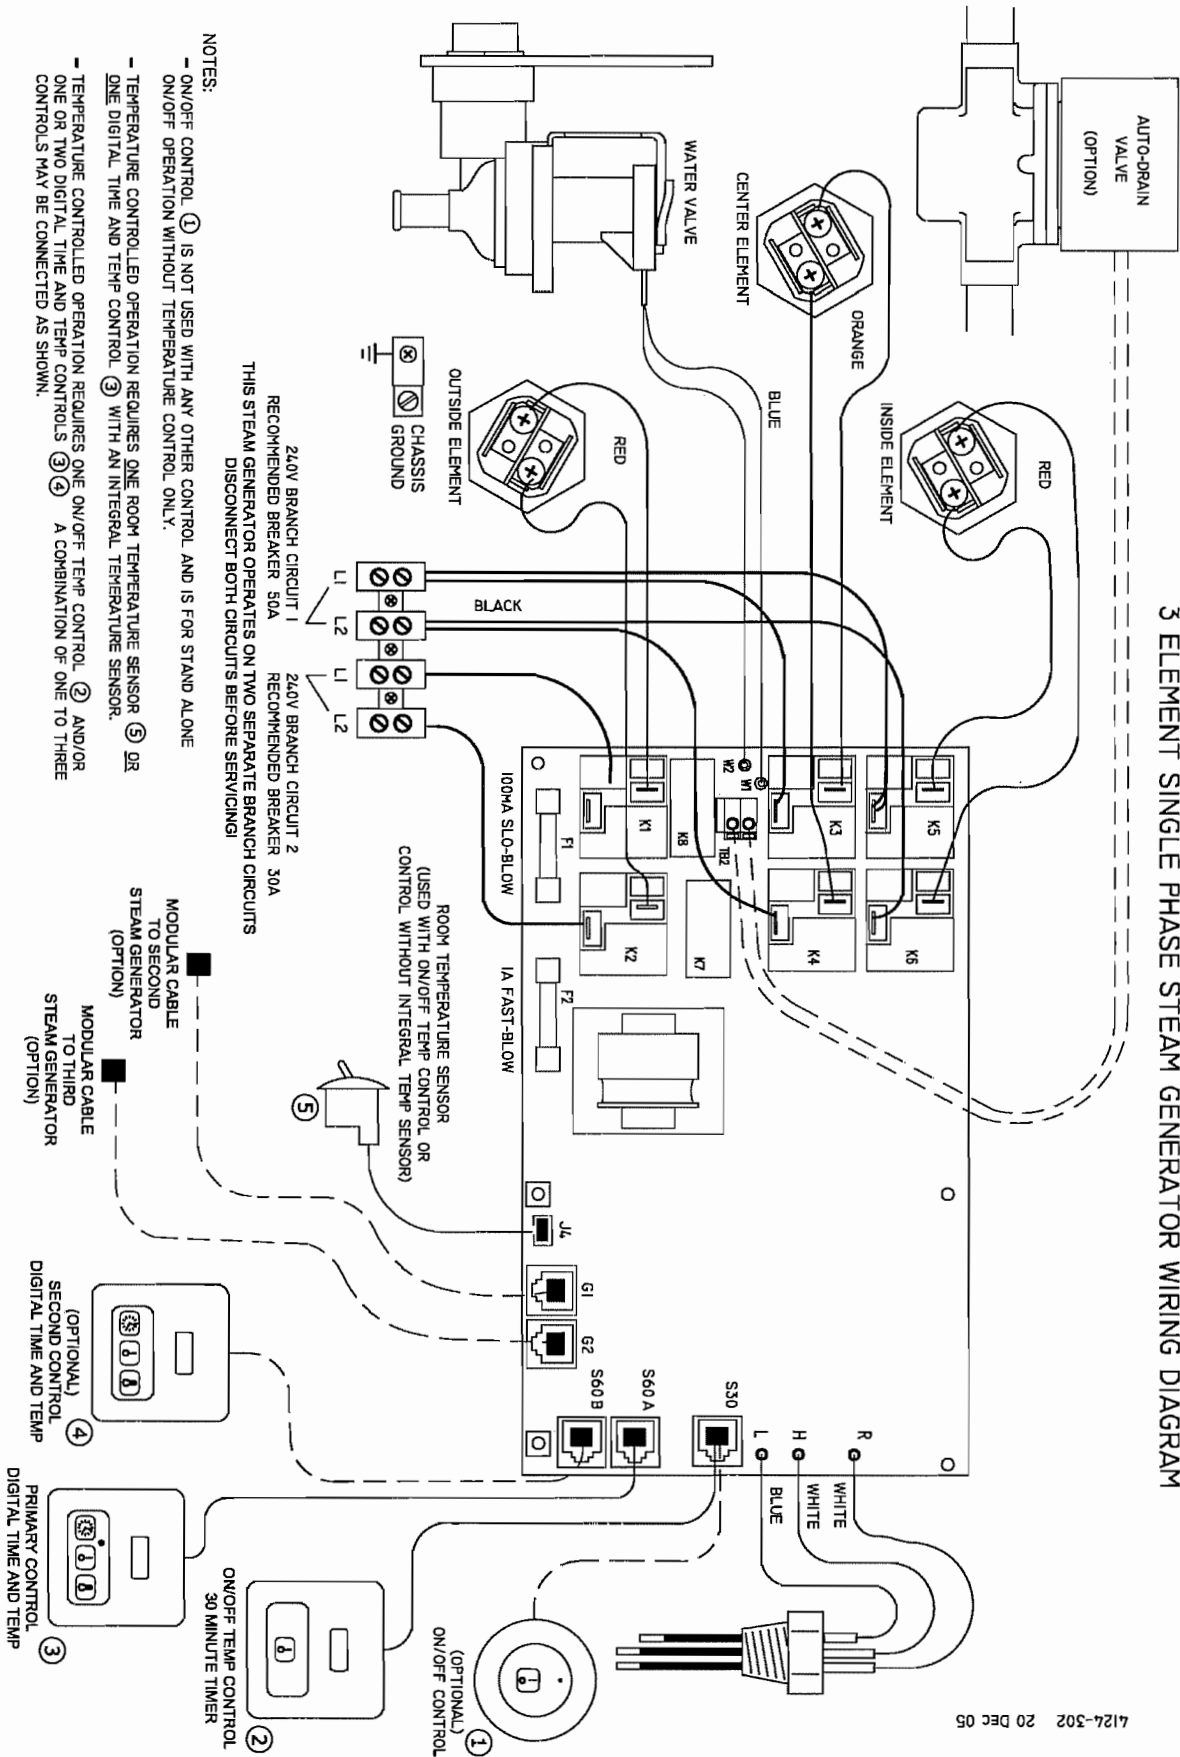 3 ELEMENT SINGLE PHASE STEAM GENERATOR WIRING DIAGRAM
AUTO-DRAIN
VALVE
(OPTION)
INSIDE ELEMENT
RED
CENTER ELEMENT
ORANGE
WATER VALVE
BLUE
OUTSIDE ELEMENT
RED
CHASSIS
GROUND
BLACK
L1
L2
L1
L2
240V BRANCH CIRCUIT 1
RECOMMENDED BREAKER 50A
240V BRANCH CIRCUIT 2
RECOMMENDED BREAKER 30A
THIS STEAM GENERATOR OPERATES ON TWO SEPARATE BRANCH CIRCUITS
DISCONNECT BOTH CIRCUITS BEFORE SERVICING!
K5
K6
K3
K4
W1
W2
TB2
K8
K7
K1
K2
F1
100MA SLO-BLOW
F2
1A FAST-BLOW
J4
G1
G2
S60B
S60A
S30
L
H
R
BLUE
WHITE
WHITE
ROOM TEMPERATURE SENSOR
(USED WITH ON/OFF TEMP CONTROL OR
CONTROL WITHOUT INTEGRAL TEMP SENSOR)
5
MODULAR CABLE
TO SECOND
STEAM GENERATOR
(OPTION)
MODULAR CABLE
TO THIRD
STEAM GENERATOR
(OPTION)
(OPTIONAL)
SECOND CONTROL
DIGITAL TIME AND TEMP
4
PRIMARY CONTROL
DIGITAL TIME AND TEMP
3
ON/OFF TEMP CONTROL
30 MINUTE TIMER
2
(OPTIONAL)
ON/OFF CONTROL
1
4124-302 20 DEC 05
NOTES:
- ON/OFF CONTROL 1 IS NOT USED WITH ANY OTHER CONTROL AND IS FOR STAND ALONE
ON/OFF OPERATION WITHOUT TEMPERATURE CONTROL ONLY.
- TEMPERATURE CONTROLLED OPERATION REQUIRES ONE ROOM TEMPERATURE SENSOR 5 OR
ONE DIGITAL TIME AND TEMP CONTROL 3 WITH AN INTEGRAL TEMERATURE SENSOR.
- TEMPERATURE CONTROLLED OPERATION REQUIRES ONE ON/OFF TEMP CONTROL 2 AND/OR
ONE OR TWO DIGITAL TIME AND TEMP CONTROLS 3 4 A COMBINATION OF ONE TO THREE
CONTROLS MAY BE CONNECTED AS SHOWN.